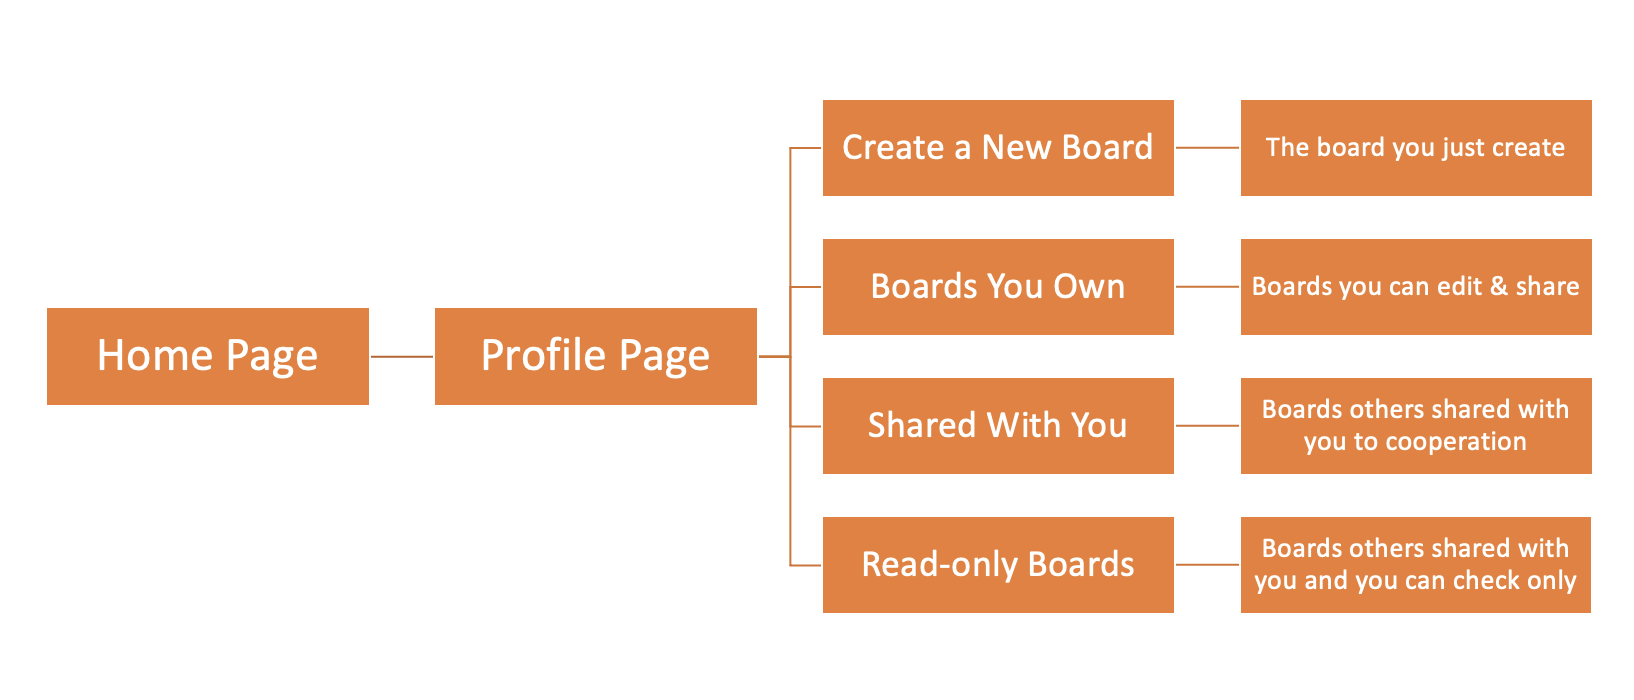 Home Page
Profile Page
Create a New Board
The board you just create
Boards You Own
Boards you can edit & share
Shared With You
Boards others shared with
you to cooperation
Read-only Boards
Boards others shared with
you and you can check only